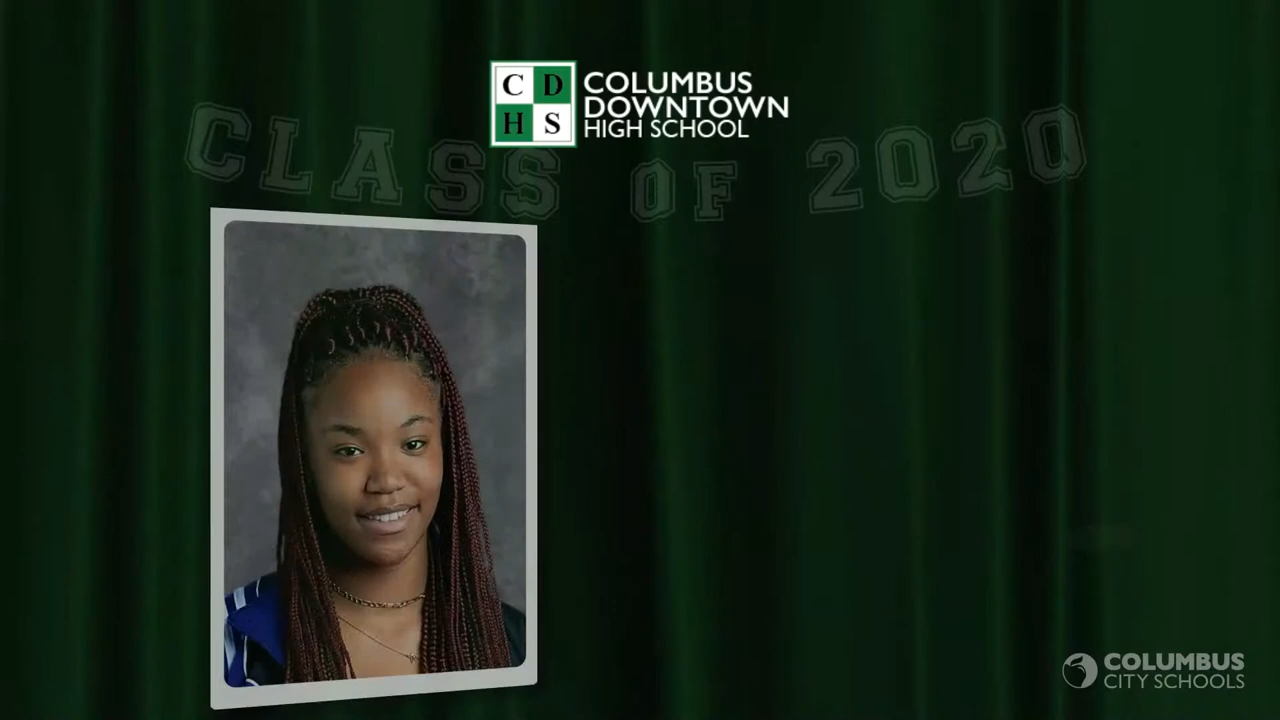 C D
H S
COLUMBUS
DOWNTOWN
HIGH SCHOOL
CLASS OF 2020
COLUMBUS
CITY SCHOOLS